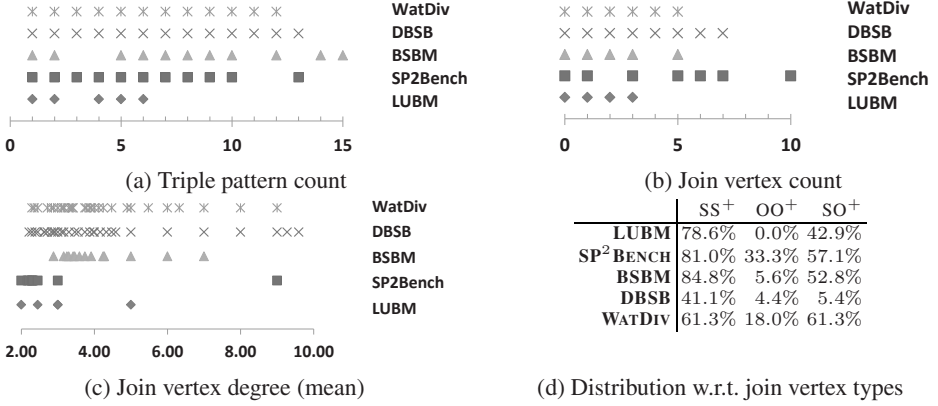 WatDiv
DBSB
BSBM
SP2Bench
LUBM
0 5 10 15
(a) Triple pattern count
WatDiv
DBSB
BSBM
SP2Bench
LUBM
0 5 10
(b) Join vertex count
WatDiv
DBSB
BSBM
SP2Bench
LUBM
2.00 4.00 6.00 8.00 10.00
(c) Join vertex degree (mean)
SS+ OO+ SO+
LUBM 78.6% 0.0% 42.9%
SP2BENCH 81.0% 33.3% 57.1%
BSBM 84.8% 5.6% 52.8%
DBSB 41.1% 4.4% 5.4%
WATDIV 61.3% 18.0% 61.3%
(d) Distribution w.r.t. join vertex types